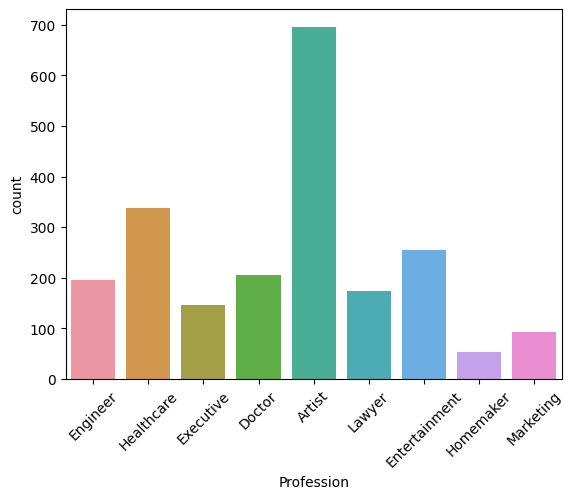 700
600
500
400
300
200
100
0
count
Engineer
Healthcare
Executive
Doctor
Artist
Lawyer
Entertainment
Homemaker
Marketing
Profession